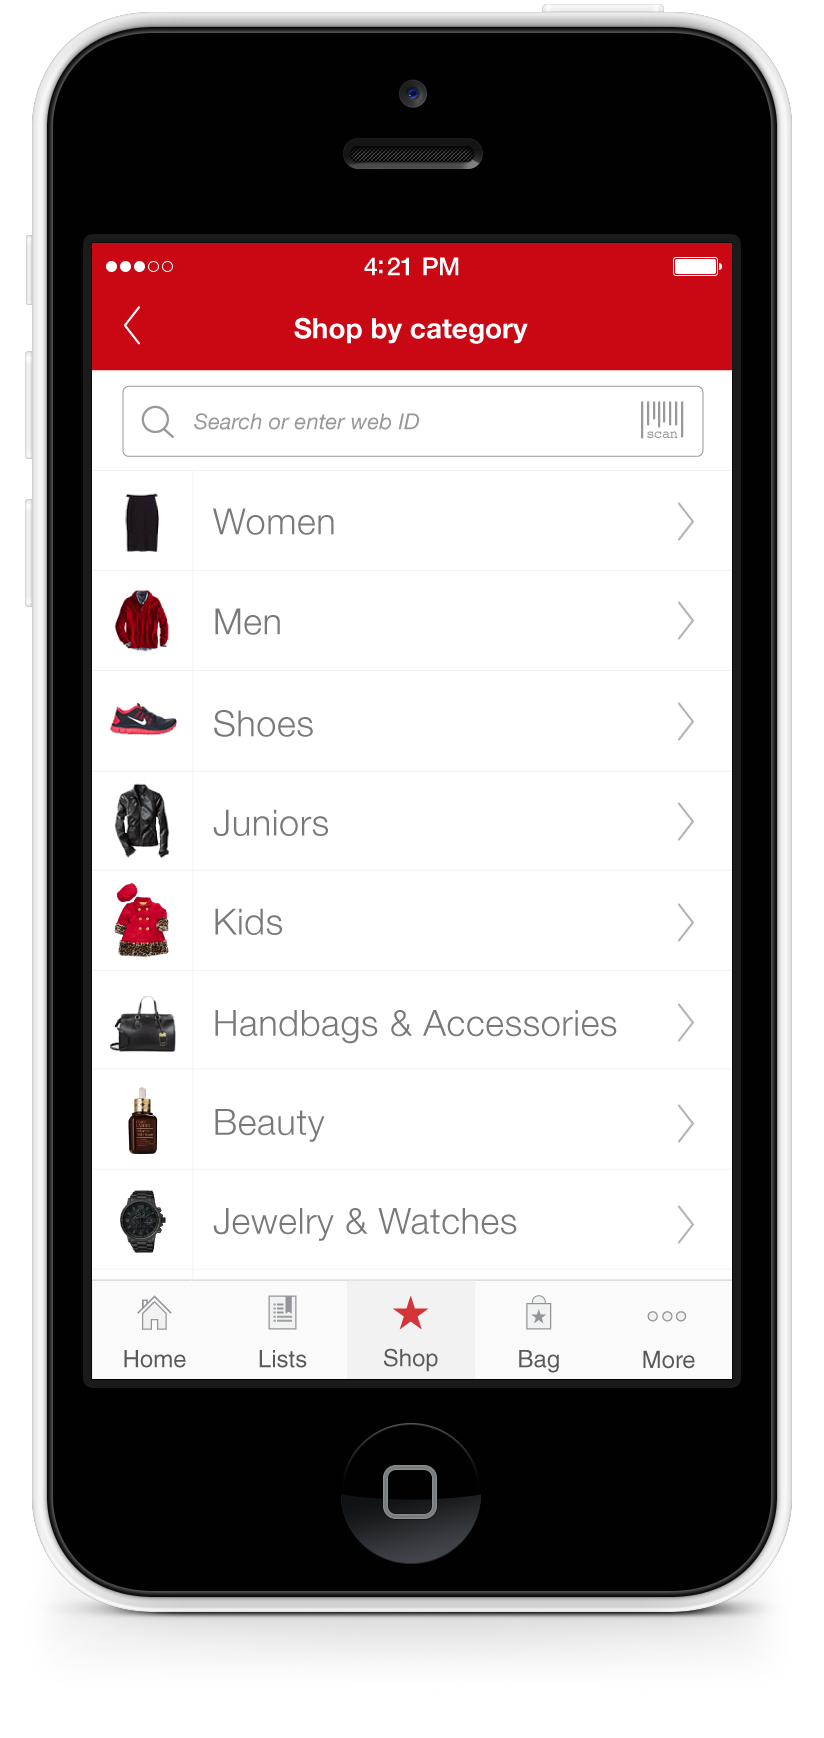 4:21 PM
Shop by category
Search or enter web ID
scan
Women
Men
Shoes
Juniors
Kids
Handbags & Accessories
Beauty
Jewelry & Watches
Home
Lists
Shop
Bag
More